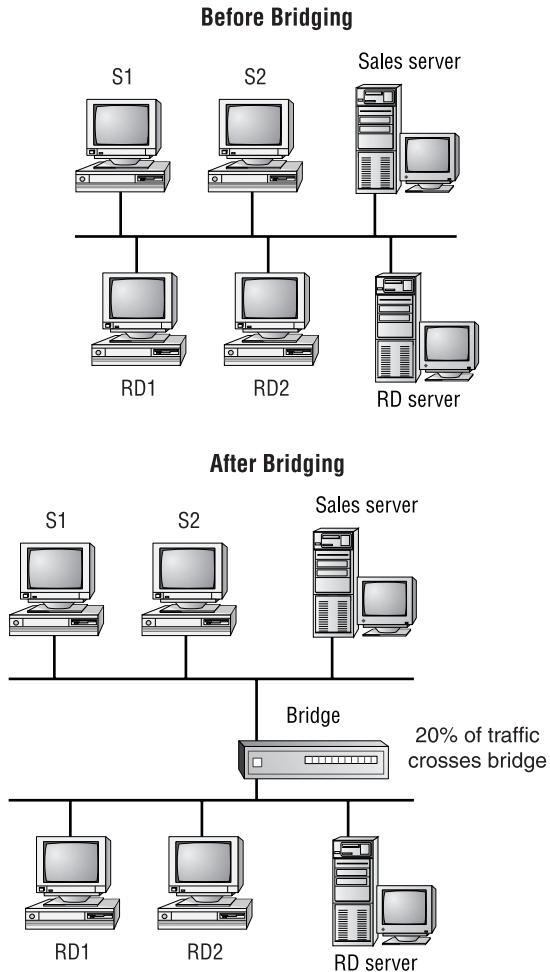 Before Bridging
S1
S2
Sales server
RD1
RD2
RD server
After Bridging
S1
S2
Sales server
Bridge
20% of traffic
crosses bridge
RD1
RD2
RD server